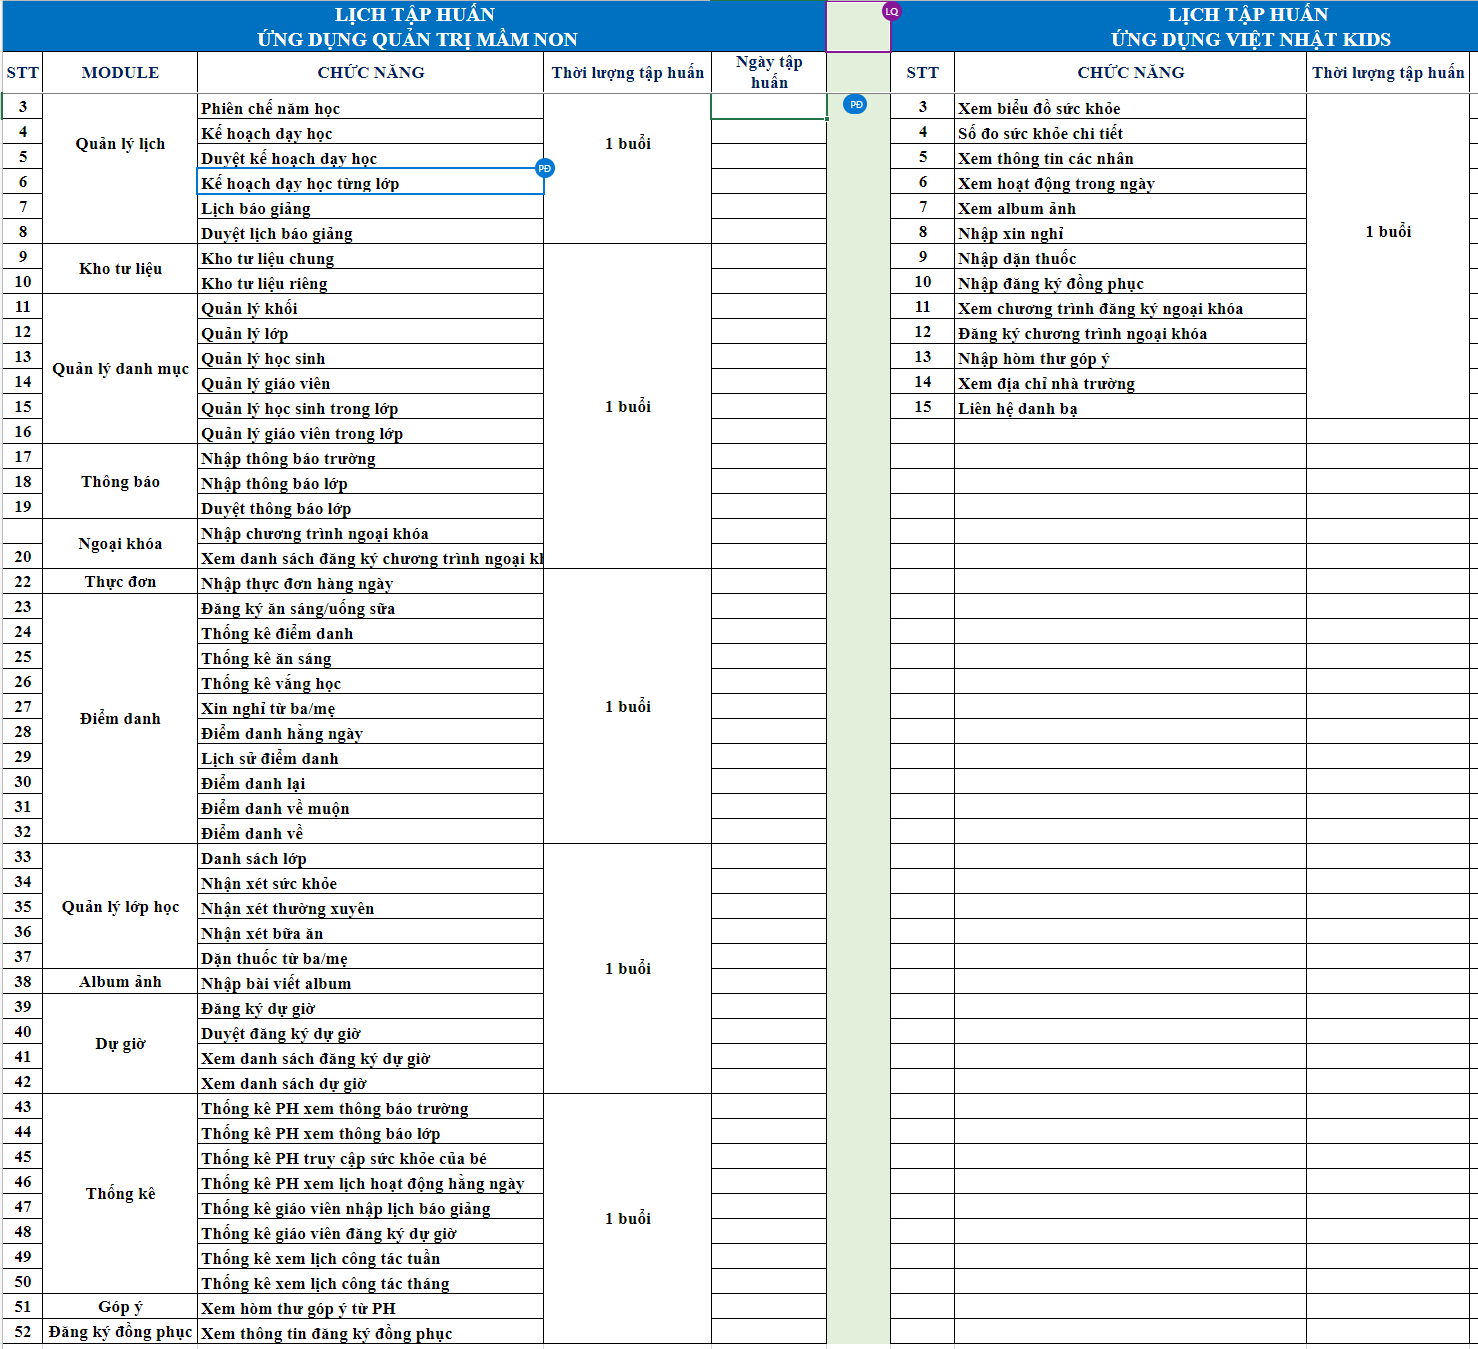 LỊCH TẬP HUẤN
ỨNG DỤNG QUẢN TRỊ MẦM NON
STT MODULE CHỨC NĂNG Thời lượng tập huấn Ngày tập huấn
3 Quản lý lịch Phiên chế năm học 1 buổi
4 Kế hoạch dạy học
5 Duyệt kế hoạch dạy học
6 Kế hoạch dạy học từng lớp
7 Lịch báo giảng
8 Duyệt lịch báo giảng
9 Kho tư liệu Kho tư liệu chung 1 buổi
10 Kho tư liệu riêng
11 Quản lý danh mục Quản lý khối
12 Quản lý lớp
13 Quản lý học sinh
14 Quản lý giáo viên
15 Quản lý học sinh trong lớp
16 Quản lý giáo viên trong lớp
17 Thông báo Nhập thông báo trường
18 Nhập thông báo lớp
19 Duyệt thông báo lớp
Ngoại khóa Nhập chương trình ngoại khóa
20 Xem danh sách đăng ký chương trình ngoại
22 Thực đơn Nhập thực đơn hàng ngày 1 buổi
23 Điểm danh Đăng ký ăn sáng/uống sữa
24 Thống kê điểm danh
25 Thống kê ăn sáng
26 Thống kê vắng học
27 Xin nghỉ từ ba/mẹ
28 Điểm danh hằng ngày
29 Lịch sử điểm danh
30 Điểm danh lại
31 Điểm danh về muộn
32 Điểm danh về
33 Quản lý lớp học Danh sách lớp 1 buổi
34 Nhận xét sức khỏe
35 Nhận xét thường xuyên
36 Nhận xét bữa ăn
37 Dặn thuốc từ ba/mẹ
38 Album ảnh Nhập bài viết album
39 Dự giờ Đăng ký dự giờ
40 Duyệt đăng ký dự giờ
41 Xem danh sách đăng ký dự giờ
42 Xem danh sách dự giờ
43 Thống kê Thống kê PH xem thông báo trường 1 buổi
44 Thống kê PH xem thông báo lớp
45 Thống kê PH truy cập sức khỏe của bé
46 Thống kê PH xem lịch hoạt động hằng ngày
47 Thống kê giáo viên nhập lịch báo giảng
48 Thống kê giáo viên đăng ký dự giờ
49 Thống kê xem lịch công tác tuần
50 Thống kê xem lịch công tác tháng
51 Góp ý Xem hòm thư góp ý từ PH
52 Đăng ký đồng phục Xem thông tin đăng ký đồng phục
LQ
PĐ
PĐ
LỊCH TẬP HUẤN
ỨNG DỤNG VIỆT NHẬT KIDS
STT CHỨC NĂNG Thời lượng tập huấn
3 Xem biểu đồ sức khỏe 1 buổi
4 Số đo sức khỏe chi tiết
5 Xem thông tin các nhân
6 Xem hoạt động trong ngày
7 Xem album ảnh
8 Nhập xin nghỉ
9 Nhập dặn thuốc
10 Nhập đăng ký đồng phục
11 Xem chương trình đăng ký ngoại khóa
12 Đăng ký chương trình ngoại khóa
13 Nhập hòm thư góp ý
14 Xem địa chỉ nhà trường
15 Liên hệ danh bạ